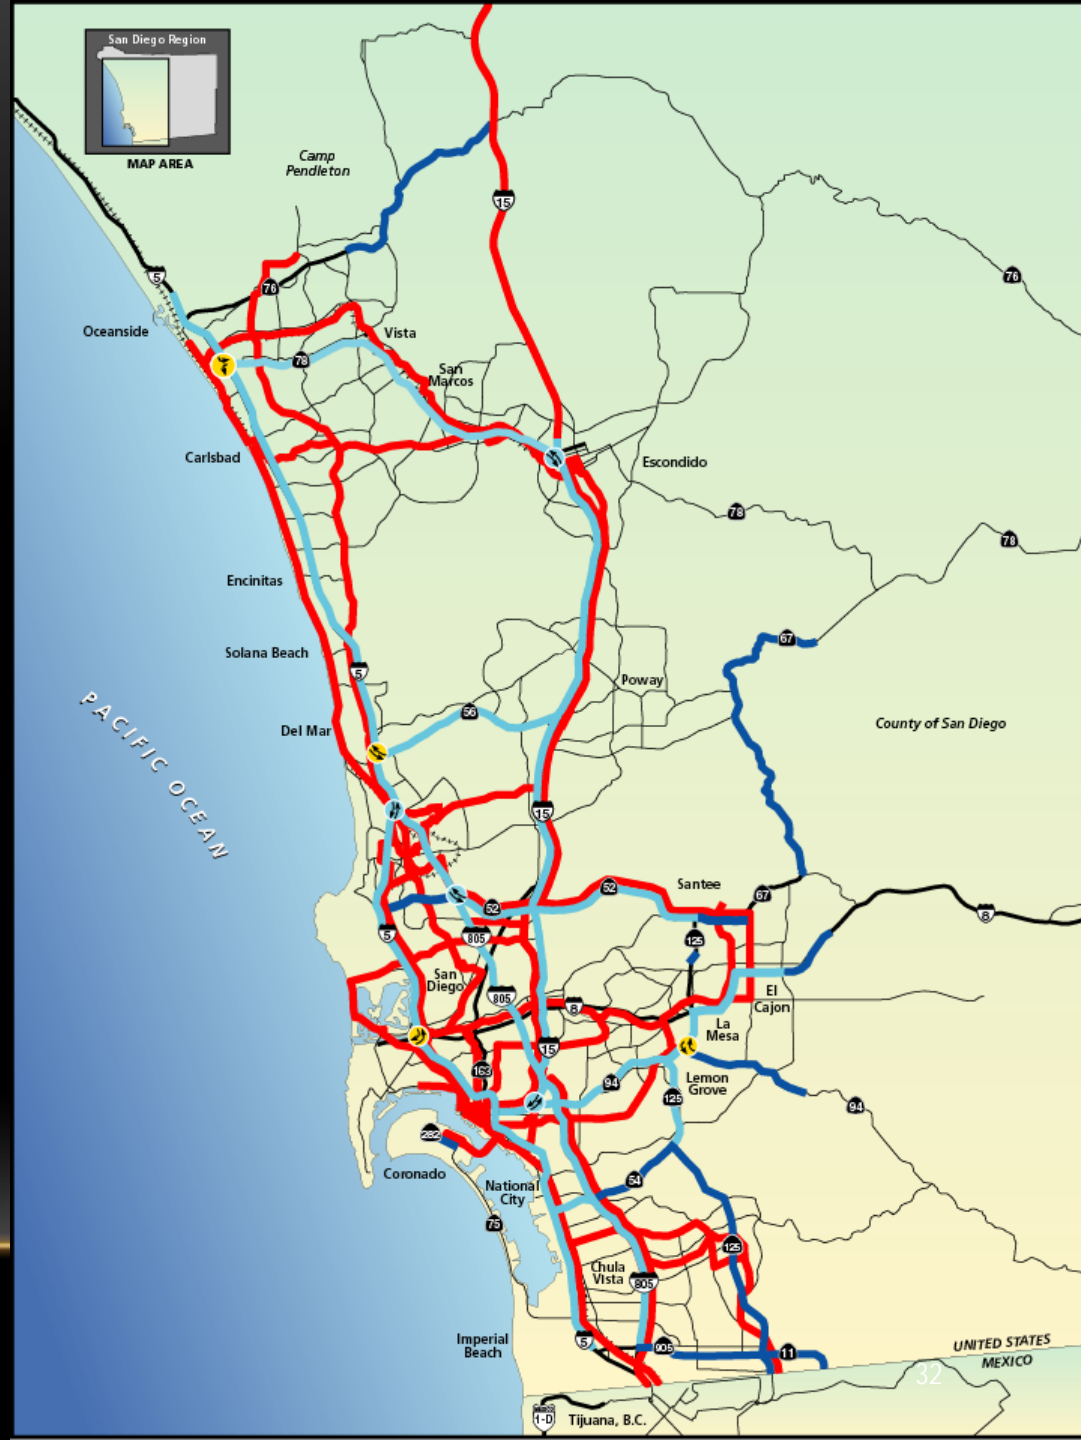 San Diego Region
MAP AREA
Camp
Pendleton
15
5
76
76
Oceanside
Vista
78
San
Marcos
Carlsbad
Escondido
78
78
Encinitas
67
Solana Beach
5
Poway
56
County of San Diego
Del Mar
PACIFIC OCEAN
15
Santee
52
67
52
8
5
805
125
San
Diego
805
El
Cajon
8
La
Mesa
15
163
94
Lemon
Grove
125
94
282
Coronado
54
National
City
75
125
Chula
Vista
805
Imperial
Beach
5
905
11
UNITED STATES
MEXICO
32
1-D
Tijuana, B.C.